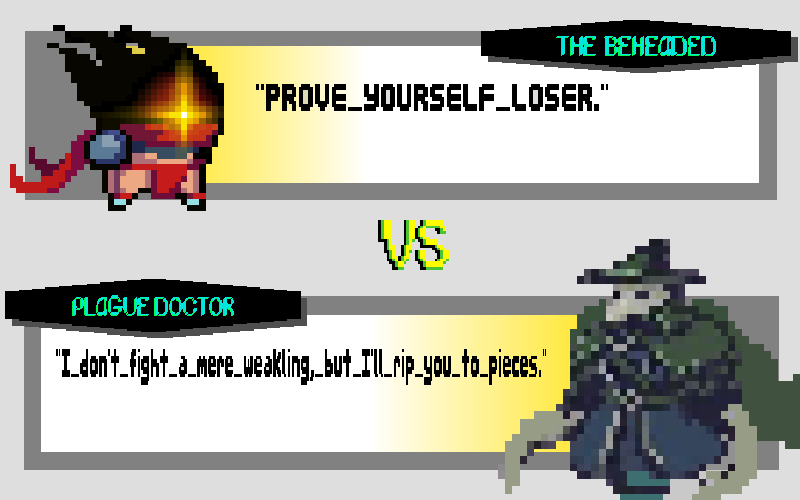 THE BEHEADED
"PROVE_YOURSELF_LOSER."
VS
PLAGUE DOCTOR
"I_don't_fight_a_mere_weakling,_but_I'll_rip_you_to_pieces."